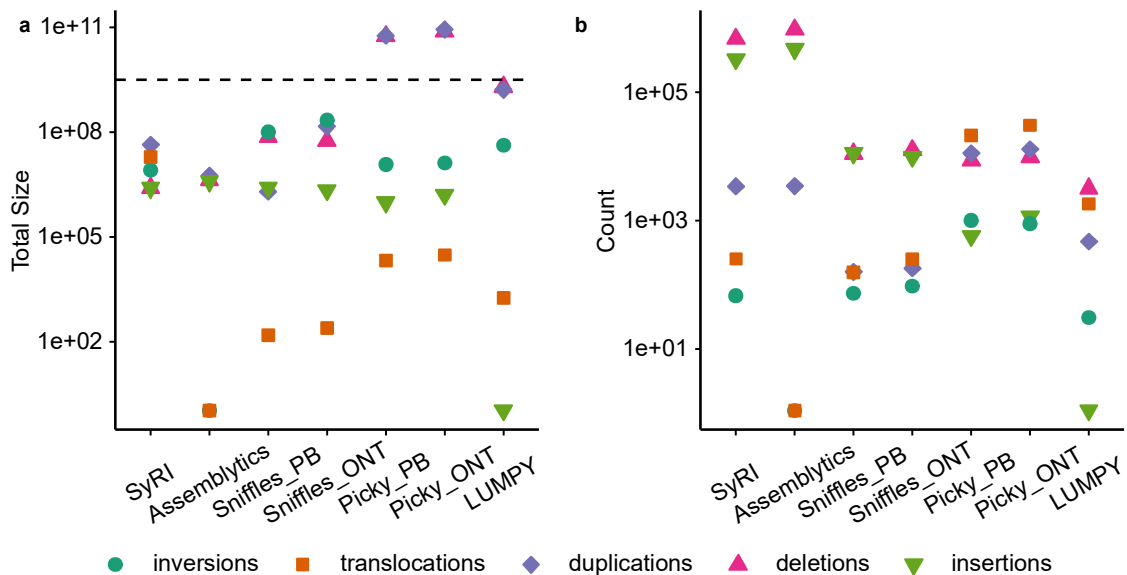 a
Total Size
1e+11
1e+08
1e+05
1e+02
SyRI
Assemblytics
Sniffles_PB
Sniffles_ONT
Picky_PB
Picky_ONT
LUMPY
b
Count
1e+05
1e+03
1e+01
SyRI
Assemblytics
Sniffles_PB
Sniffles_ONT
Picky_PB
Picky_ONT
LUMPY
inversions translocations duplications deletions insertions